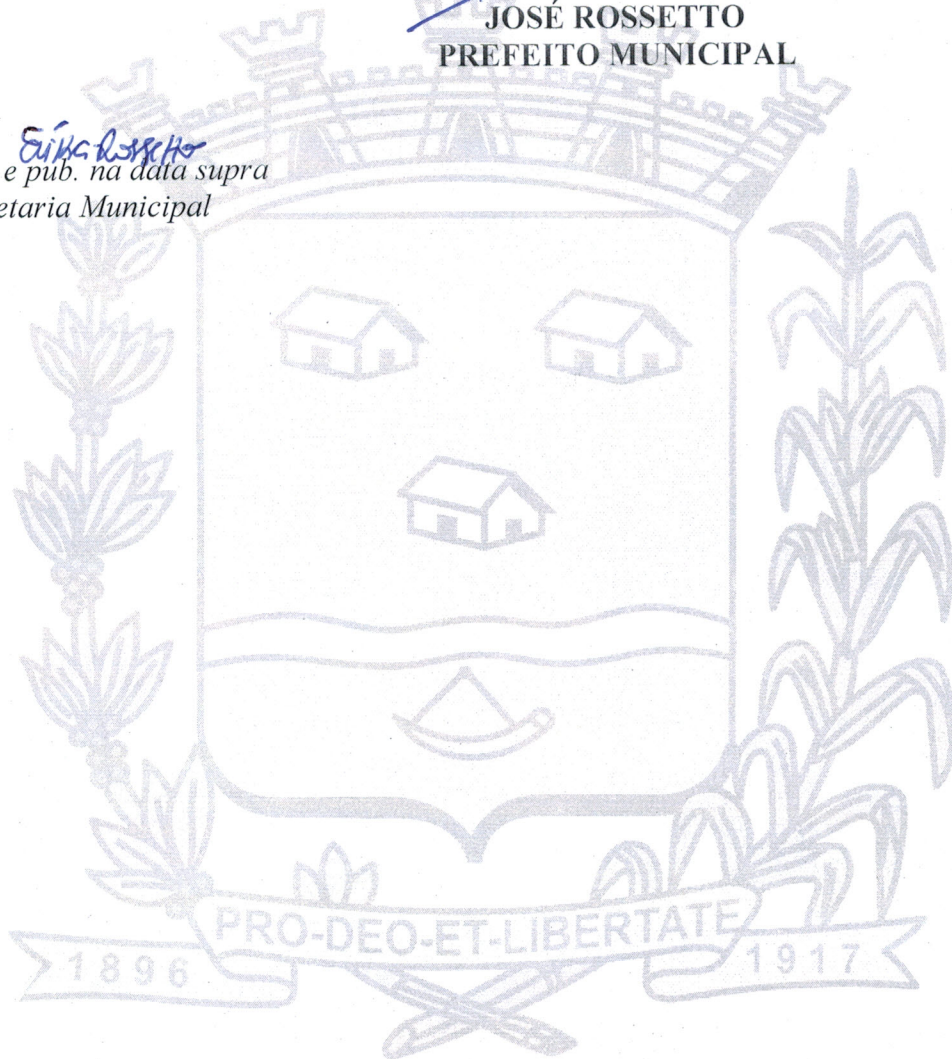 JOSÉ ROSSETTO
PREFEITO MUNICIPAL
e pub. na data supra
etaria Municipal
PRO-DEO-ET-LIBERTATE
1896
1917